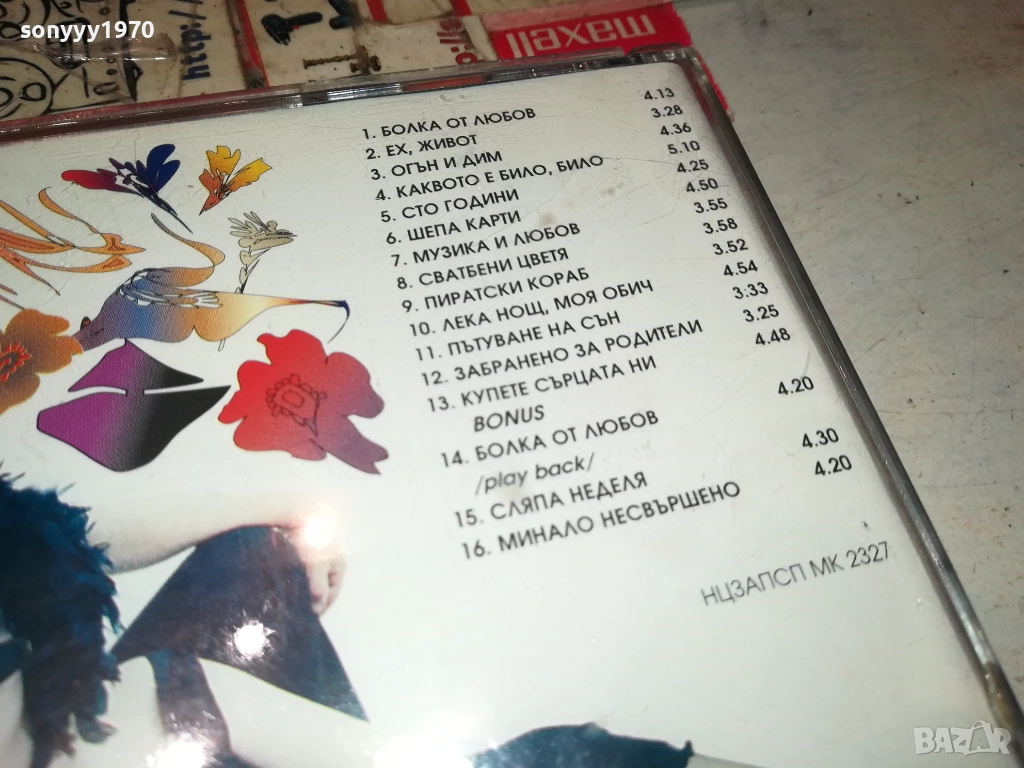 sonyyy1970
http://
maxell
1. БОЛКА ОТ ЛЮБОВ 4.13
2. ЕХ, ЖИВОТ 3.28
3. ОГЪН И ДИМ 4.36
4. КАКВОТО Е БИЛО, БИЛО 5.10
5. СТО ГОДИНИ 4.25
6. ШЕПА КАРТИ 4.50
7. МУЗИКА И ЛЮБОВ 3.55
8. СВАТБЕНИ ЦВЕТЯ 3.58
9. ПИРАТСКИ КОРАБ 3.52
10. ЛЕКА НОЩ, МОЯ ОБИЧ 4.54
11. ПЪТУВАНЕ НА СЪН 3:33
12. ЗАБРАНЕНО ЗА РОДИТЕЛИ 3.25
13. КУПЕТЕ СЪРЦАТА НИ 4.48
BONUS
14. БОЛКА ОТ ЛЮБОВ 4.20
/play back/
15. СЛЯПА НЕДЕЛЯ 4.30
16. МИНАЛО НЕСВЪРШЕНО 4.20
НЦЗАПСП МК 2327
BAZAR